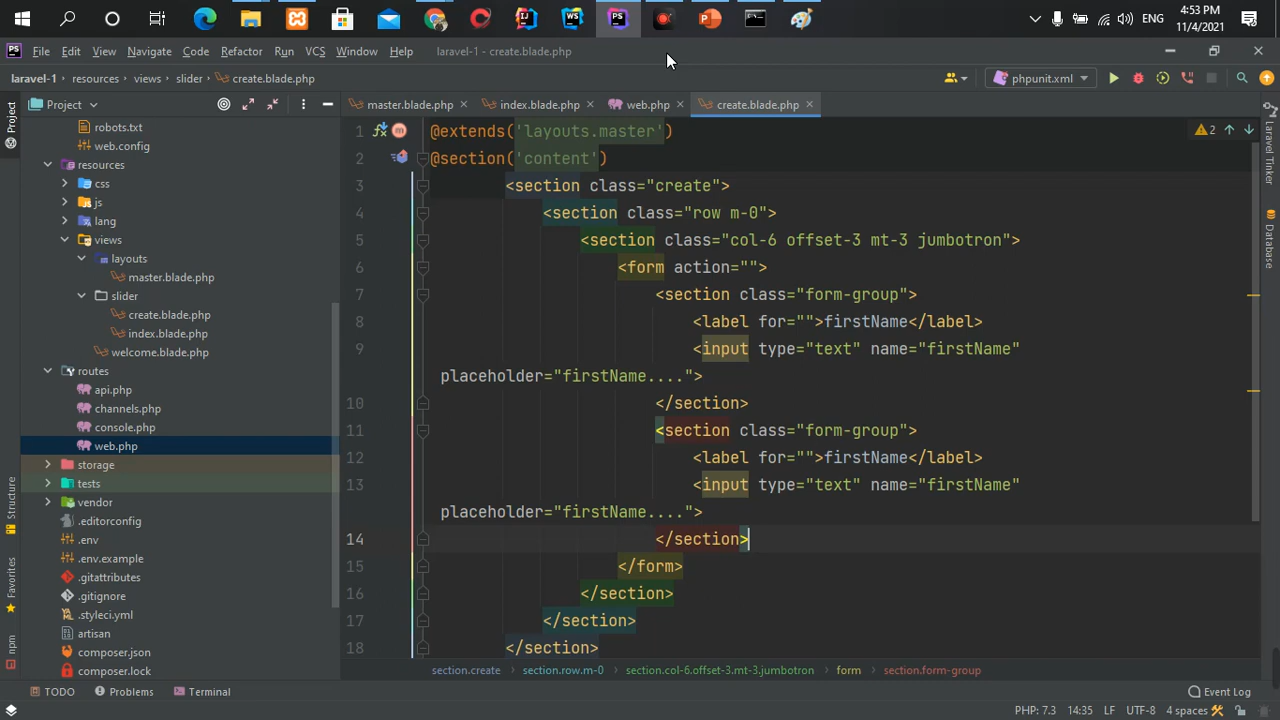 PS
4:53 PM
ENG
11/4/2021
PS File Edit View Navigate Code Refactor Run VCS Window Help laravel-1 - create.blade.php
laravel-1 resources views slider create.blade.php phpunit.xml
Project master.blade.php index.blade.php web.php create.blade.php
robots.txt
web.config
resources
css
js
lang
views
layouts
master.blade.php
slider
create.blade.php
index.blade.php
welcome.blade.php
routes
api.php
channels.php
console.php
web.php
storage
tests
vendor
.editorconfig
.env
.env.example
.gitattributes
.gitignore
.styleci.yml
artisan
composer.json
composer.lock
Project
Structure
Favorites
npm
1 @extends('layouts.master')
2 @section('content')
3 <section class="create">
4 <section class="row m-0">
5 <section class="col-6 offset-3 mt-3 jumbotron">
6 <form action="">
7 <section class="form-group">
8 <label for="">firstName</label>
9 <input type="text" name="firstName"
placeholder="firstName....">
10 </section>
11 <section class="form-group">
12 <label for="">firstName</label>
13 <input type="text" name="firstName"
placeholder="firstName....">
14 </section>
15 </form>
16 </section>
17 </section>
18 </section>
2
Laravel Tinker
Database
section.create section.row.m-0 section.col-6.offset-3.mt-3.jumbotron form section.form-group
TODO Problems Terminal Event Log
PHP: 7.3 14:35 LF UTF-8 4 spaces